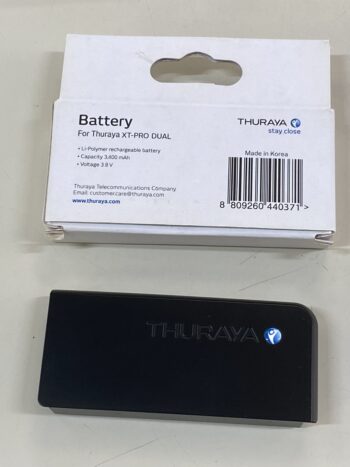 Battery
For Thuraya XT-PRO DUAL
• Li-Polymer rechargeable battery
• Capacity 3,400 mAh
• Voltage 3.8 V
Thuraya Telecommunications Company
Email: customercare@thuraya.com
www.thuraya.com
THURAYA
stay close
Made in Korea
8 809260 440371 >
THURAYA